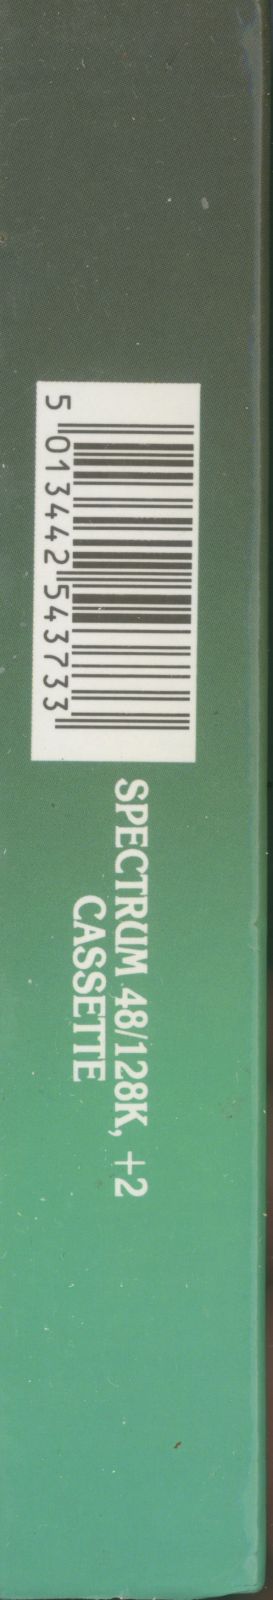 5 013442 543733
SPECTRUM 48/128K, +2
CASSETTE